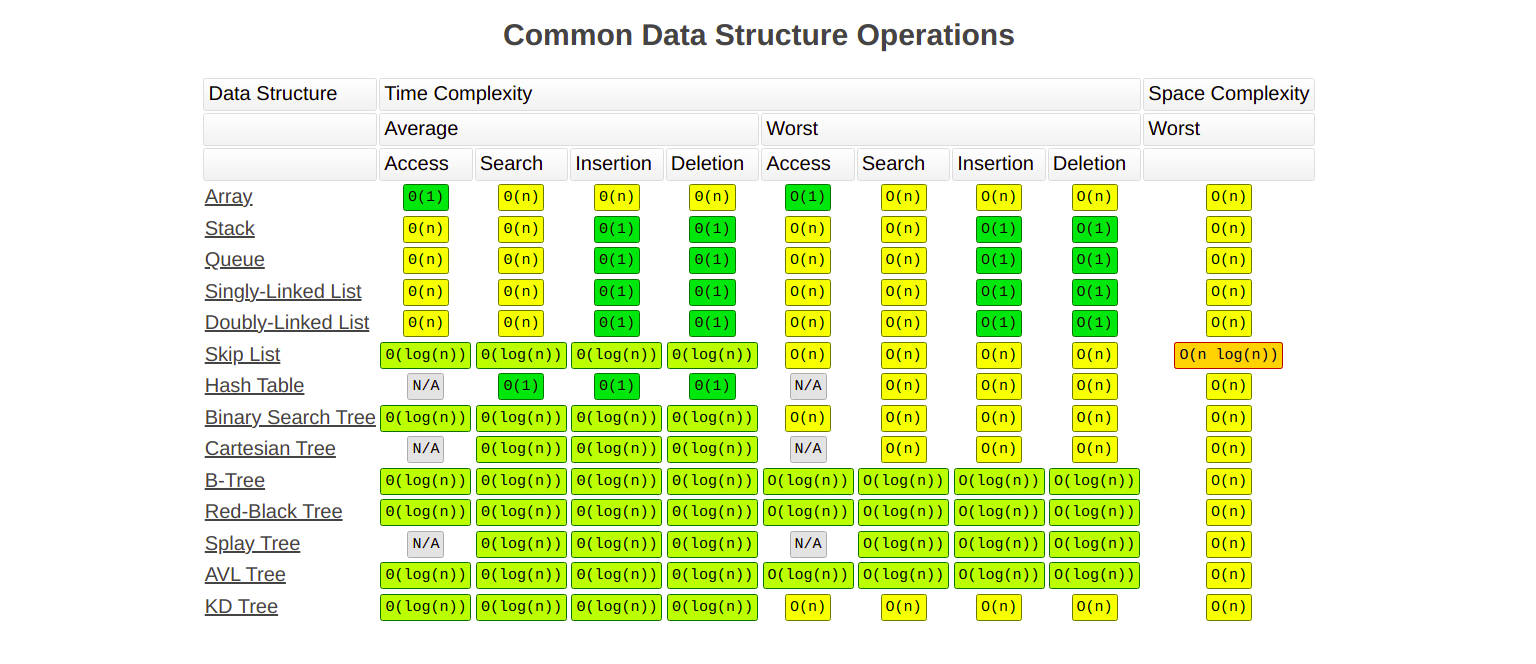 Common Data Structure Operations
Data Structure Time Complexity Space Complexity
Average Worst Worst
Access Search Insertion Deletion Access Search Insertion Deletion
Array Θ(1) Θ(n) Θ(n) Θ(n) O(1) O(n) O(n) O(n) O(n)
Stack Θ(n) Θ(n) Θ(1) Θ(1) O(n) O(n) O(1) O(1) O(n)
Queue Θ(n) Θ(n) Θ(1) Θ(1) O(n) O(n) O(1) O(1) O(n)
Singly-Linked List Θ(n) Θ(n) Θ(1) Θ(1) O(n) O(n) O(1) O(1) O(n)
Doubly-Linked List Θ(n) Θ(n) Θ(1) Θ(1) O(n) O(n) O(1) O(1) O(n)
Skip List Θ(log(n)) Θ(log(n)) Θ(log(n)) Θ(log(n)) O(n) O(n) O(n) O(n) O(n log(n))
Hash Table N/A Θ(1) Θ(1) Θ(1) N/A O(n) O(n) O(n) O(n)
Binary Search Tree Θ(log(n)) Θ(log(n)) Θ(log(n)) Θ(log(n)) O(n) O(n) O(n) O(n) O(n)
Cartesian Tree N/A Θ(log(n)) Θ(log(n)) Θ(log(n)) N/A O(n) O(n) O(n) O(n)
B-Tree Θ(log(n)) Θ(log(n)) Θ(log(n)) Θ(log(n)) O(log(n)) O(log(n)) O(log(n)) O(log(n)) O(n)
Red-Black Tree Θ(log(n)) Θ(log(n)) Θ(log(n)) Θ(log(n)) O(log(n)) O(log(n)) O(log(n)) O(log(n)) O(n)
Splay Tree N/A Θ(log(n)) Θ(log(n)) Θ(log(n)) N/A O(log(n)) O(log(n)) O(log(n)) O(n)
AVL Tree Θ(log(n)) Θ(log(n)) Θ(log(n)) Θ(log(n)) O(log(n)) O(log(n)) O(log(n)) O(log(n)) O(n)
KD Tree Θ(log(n)) Θ(log(n)) Θ(log(n)) Θ(log(n)) O(n) O(n) O(n) O(n) O(n)